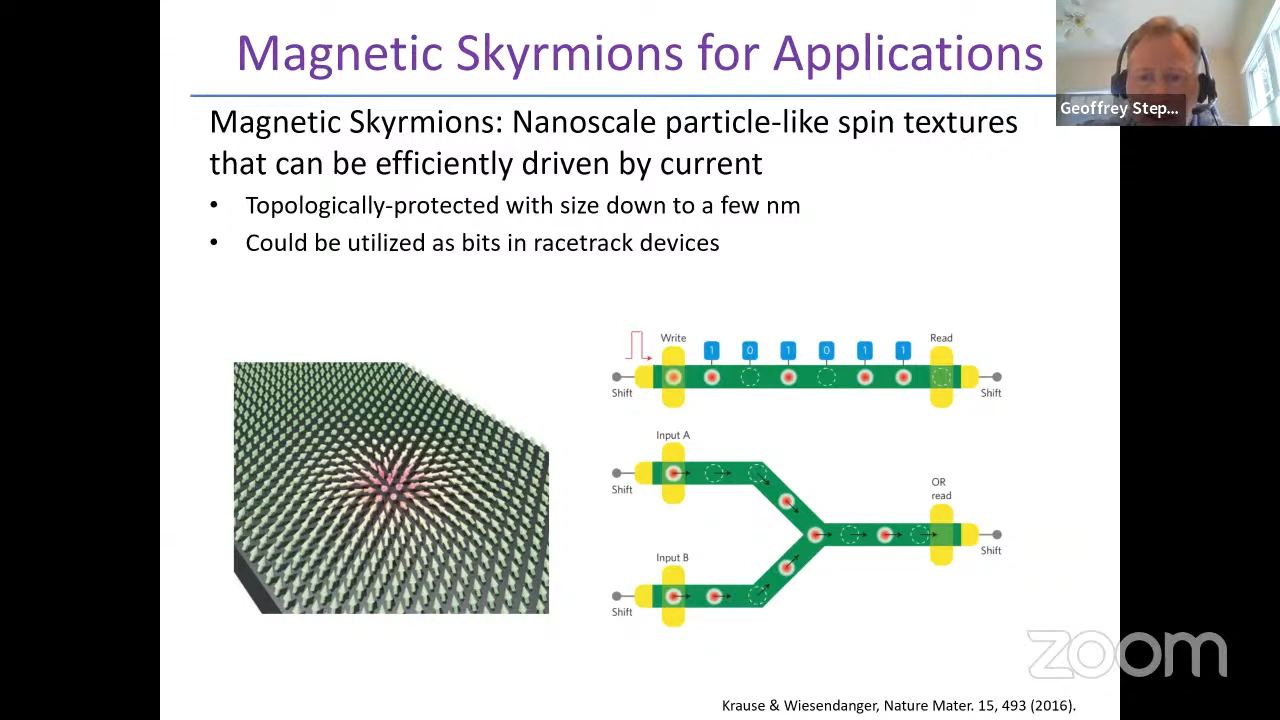 Magnetic Skyrmions for Applications
Geoffrey Step...
Magnetic Skyrmions: Nanoscale particle-like spin textures
that can be efficiently driven by current
• Topologically-protected with size down to a few nm
• Could be utilized as bits in racetrack devices
Write
1 0 1 0 1 1
Read
Shift
Shift
Input A
Shift
OR
read
Shift
Input B
Shift
zoom
Krause & Wiesendanger, Nature Mater. 15, 493 (2016).